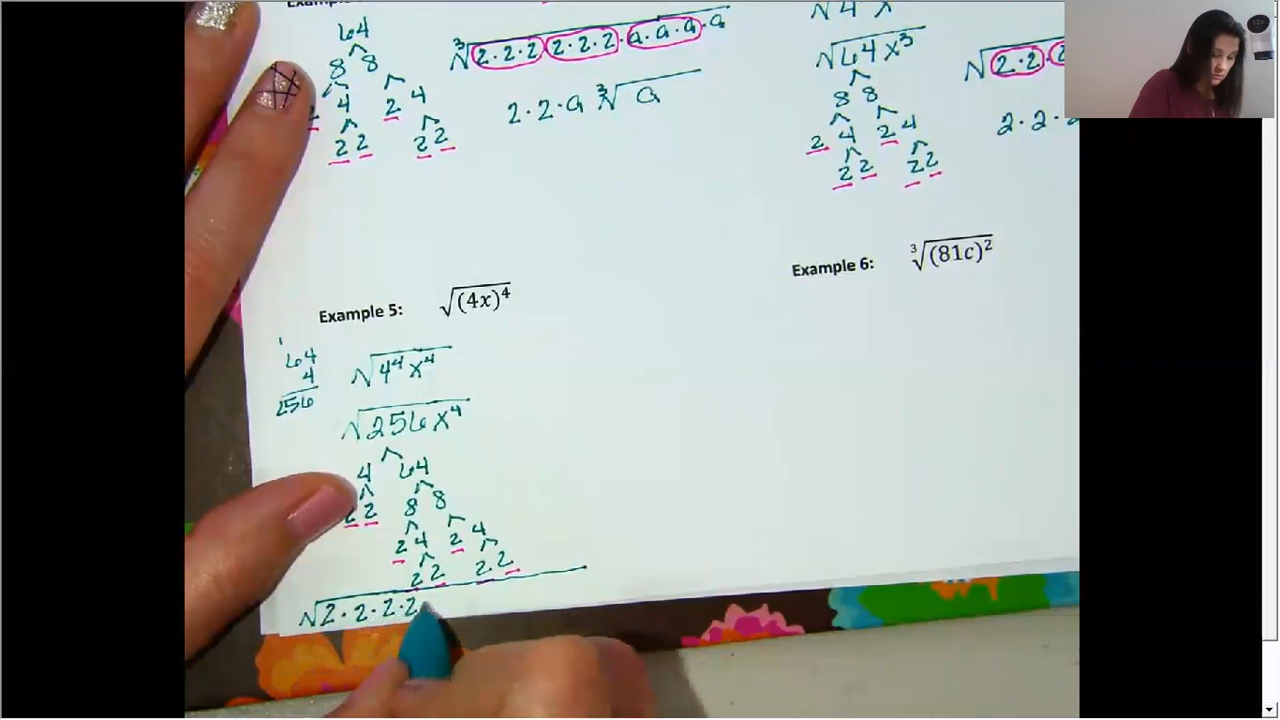 64
8 8
4 2 4
2 2 2 2
∛2·2·2 2·2·2·a·a·a·a
2·2·a ∛a
√64x³
8 8
2 4 2 4
2 2 2 2
√2·2
2·2·
Example 5: √(4x)⁴
Example 6: ∛(81c)²
64
4
256
√4⁴x⁴
√256x⁴
4 64
2 2 8 8
2 4 2 4
2 2 2 2
√2·2·2·2